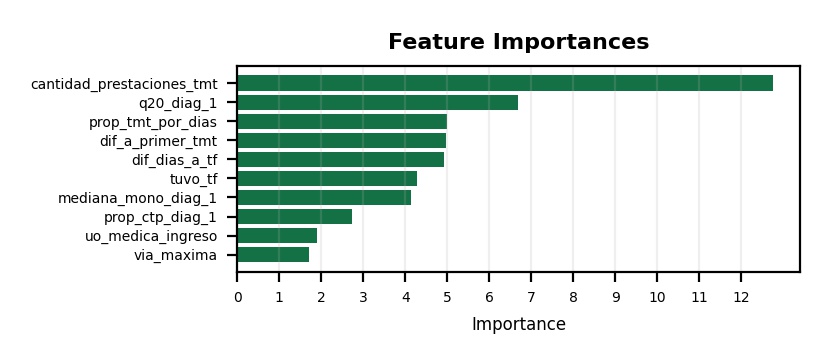 Feature Importances
cantidad_prestaciones_tmt
q20_diag_1
prop_tmt_por_dias
dif_a_primer_tmt
dif_dias_a_tf
tuvo_tf
mediana_mono_diag_1
prop_ctp_diag_1
uo_medica_ingreso
via_maxima
0 1 2 3 4 5 6 7 8 9 10 11 12
Importance